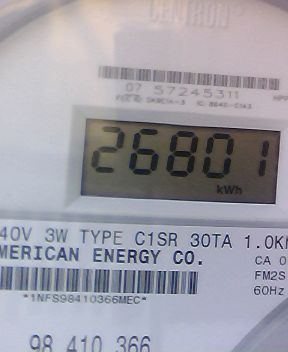 CENTRON
07 57245311
26801
kWh
40V 3W TYPE C1SR 30TA 1.0K
MERICAN ENERGY CO.
CA 0
FM2S
60Hz
*1NFS98410366MEC*
98 410 366